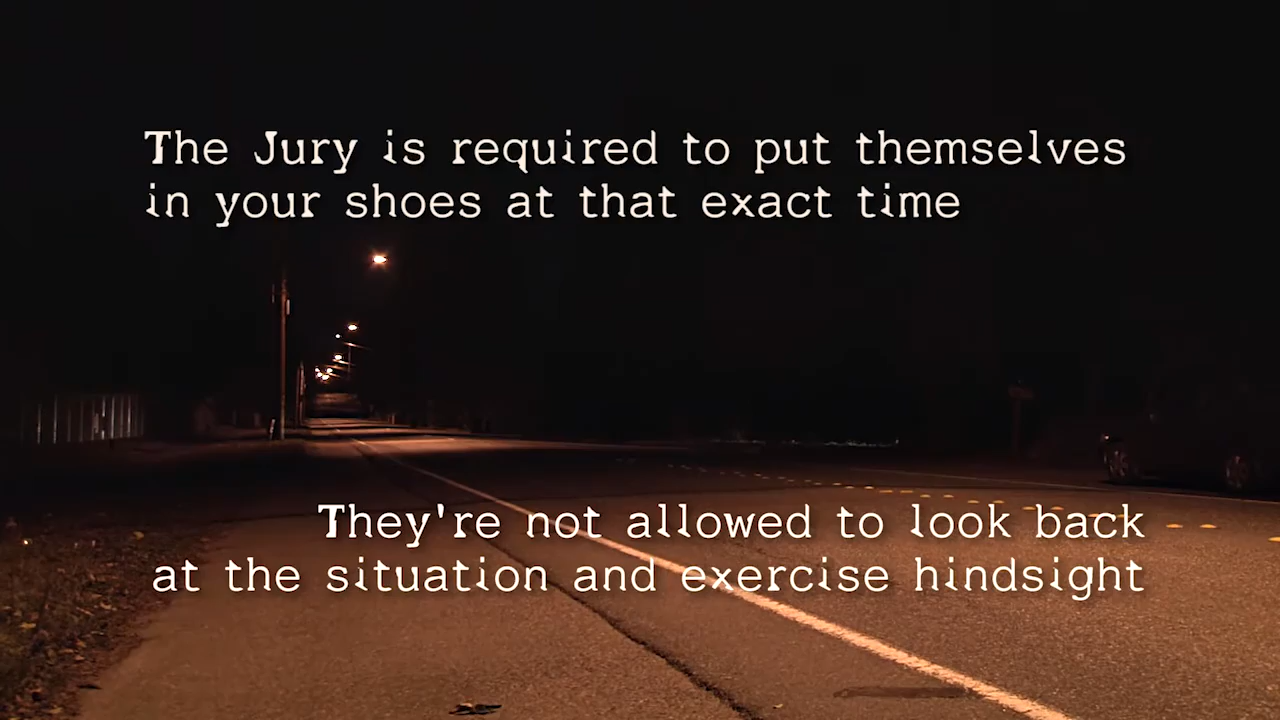 The Jury is required to put themselves
in your shoes at that exact time
They're not allowed to look back
at the situation and exercise hindsight